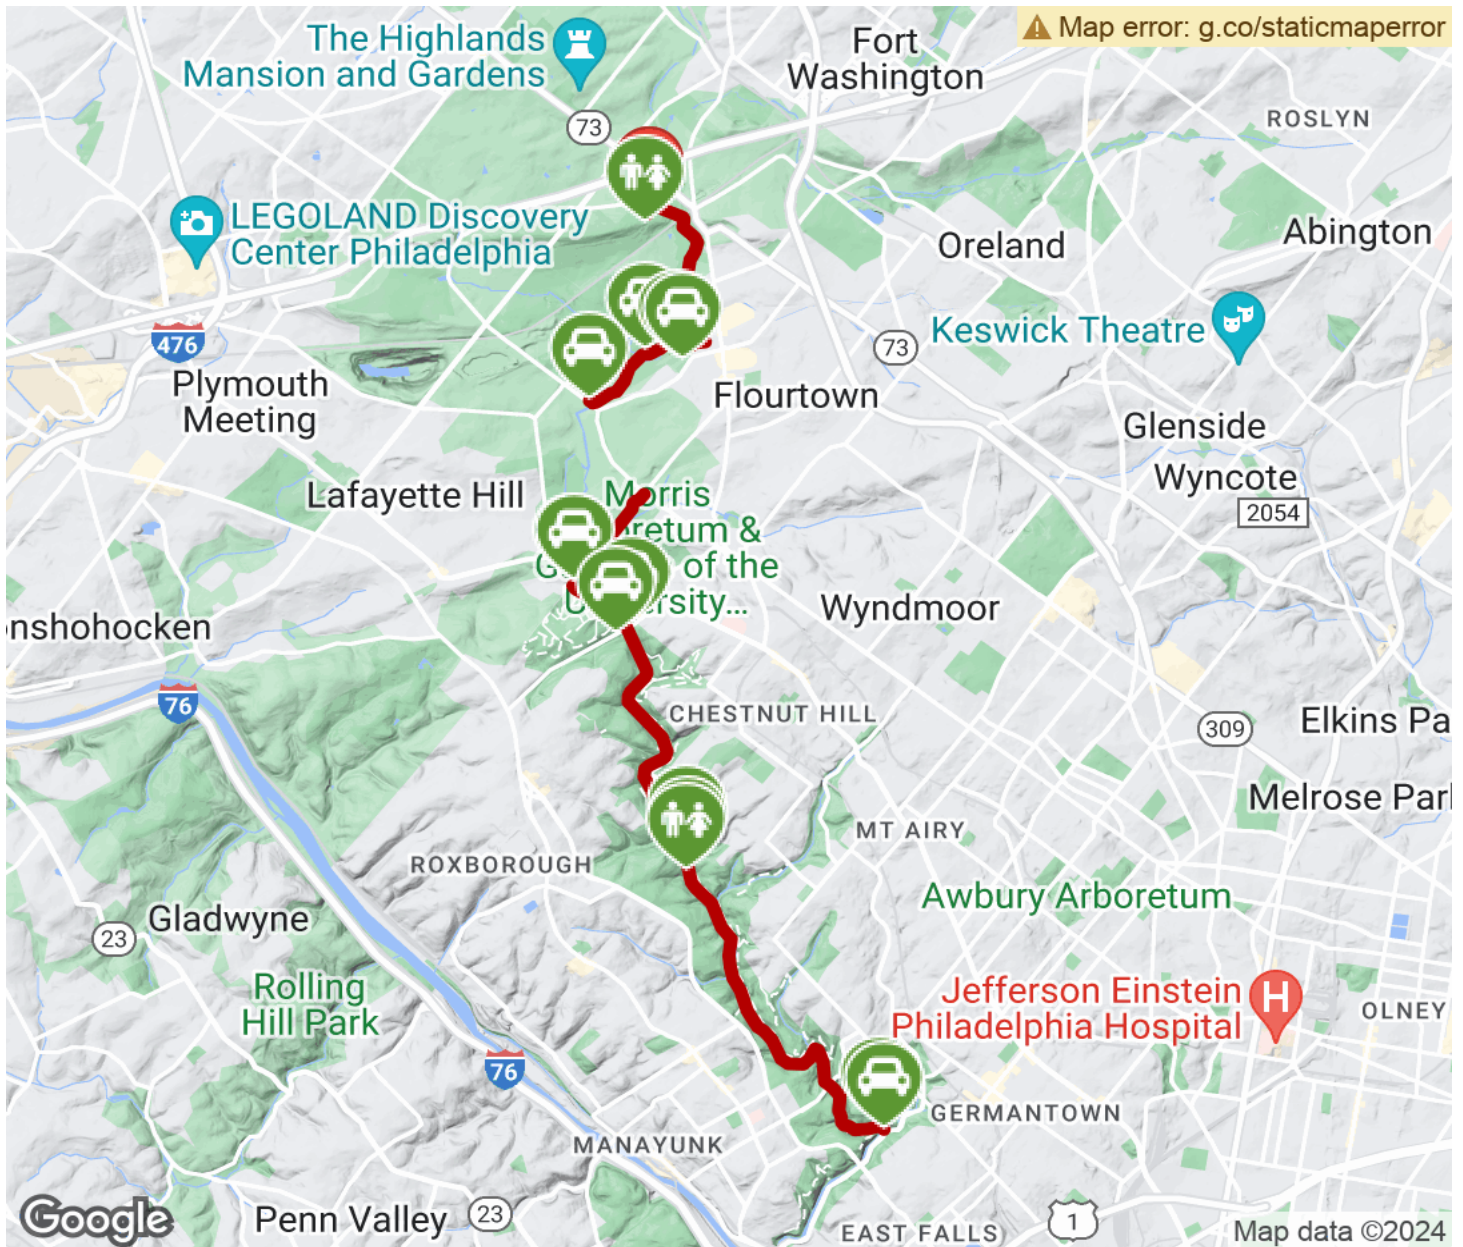 Map error: g.co/staticmaperror
The Highlands
Mansion and Gardens
Fort
Washington
73
ROSLYN
LEGOLAND Discovery
Center Philadelphia
Oreland
Abington
Keswick Theatre
73
476
Plymouth
Meeting
Flourtown
Glenside
Wyncote
2054
Lafayette Hill
Morris
retum &
G of the
U ersity...
Wyndmoor
nshohocken
76
CHESTNUT HILL
309
Elkins Pa
Melrose Parl
MT AIRY
ROXBOROUGH
Awbury Arboretum
Gladwyne
23
Rolling
Hill Park
Jefferson Einstein
Philadelphia Hospital
H
OLNEY
76
GERMANTOWN
MANAYUNK
Google
Penn Valley
23
EAST FALLS
1
Map data ©2024